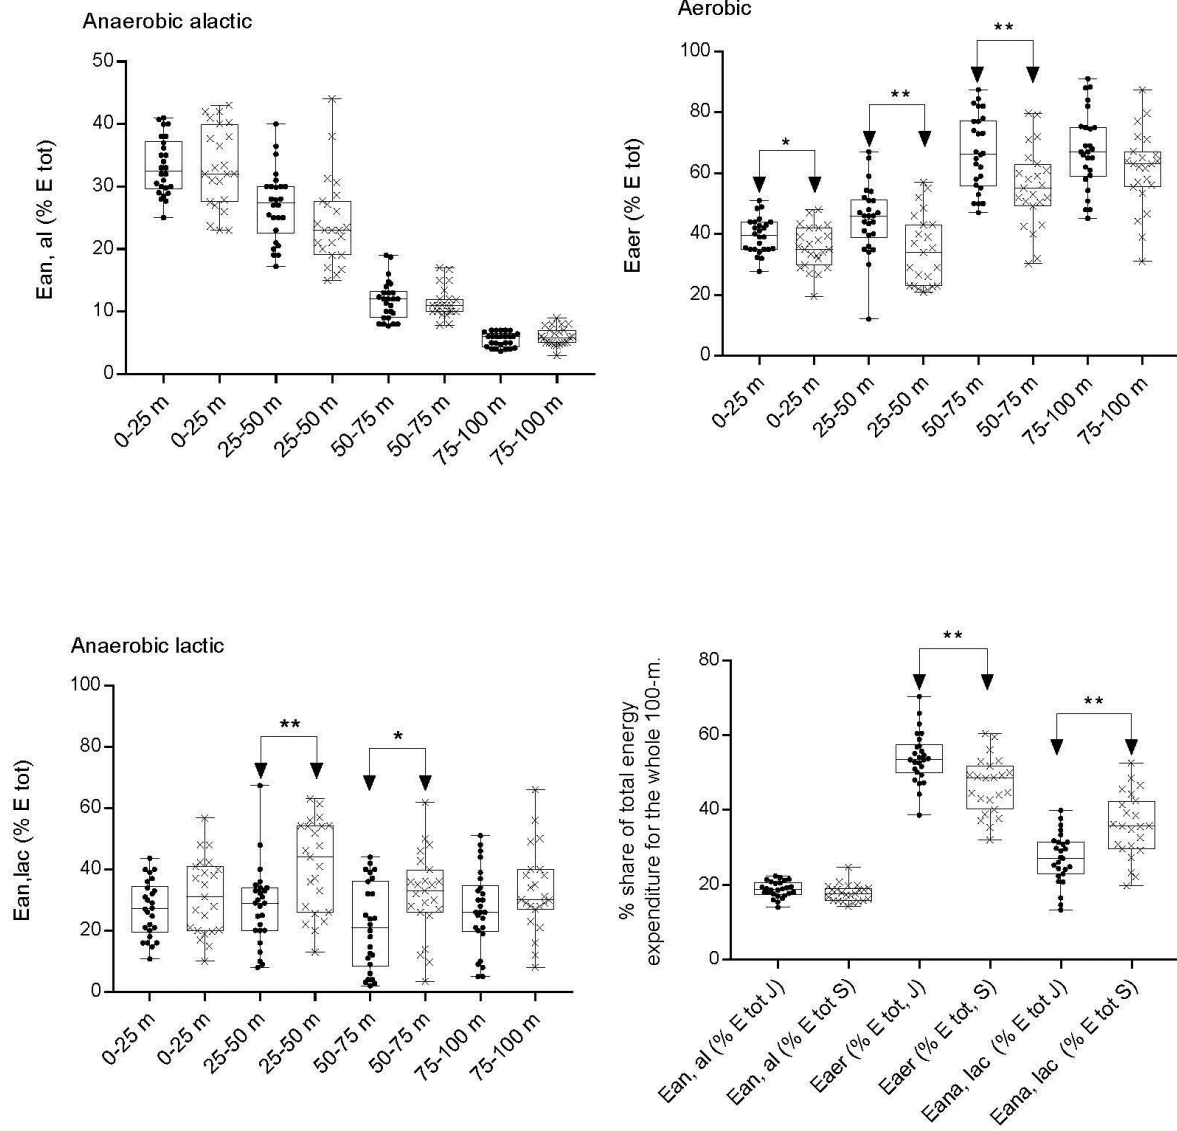 Anaerobic alactic
Ean, al (% E tot)
50
40
30
20
10
0
0-25 m
0-25 m
25-50 m
25-50 m
50-75 m
50-75 m
75-100 m
75-100 m
Aerobic
Eaer (% E tot)
100
80
60
40
20
0
*
**
**
0-25 m
0-25 m
25-50 m
25-50 m
50-75 m
50-75 m
75-100 m
75-100 m
Anaerobic lactic
Ean,lac (% E tot)
100
80
60
40
20
0
**
*
0-25 m
0-25 m
25-50 m
25-50 m
50-75 m
50-75 m
75-100 m
75-100 m
% share of total energy
expenditure for the whole 100-m.
80
60
40
20
0
**
**
Ean, al (% E tot J)
Ean, al (% E tot S)
Eaer (% E tot, J)
Eaer (% E tot, S)
Eana, lac (% E tot J)
Eana, lac (% E tot S)